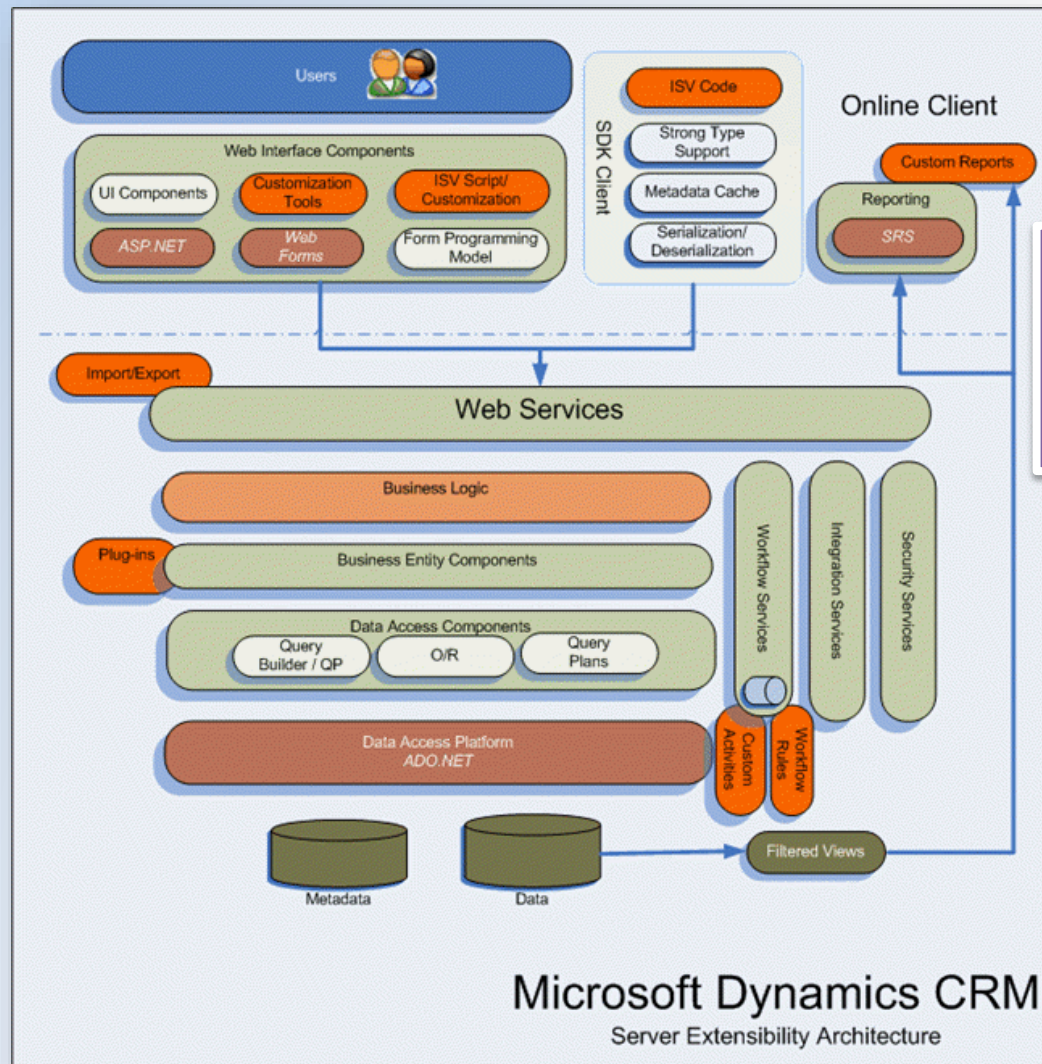 Users
Web Interface Components
UI Components
Customization
Tools
ISV Script/
Customization
ASP.NET
Web
Forms
Form Programming
Model
SDK Client
ISV Code
Strong Type
Support
Metadata Cache
Serialization/
Deserialization
Online Client
Custom Reports
Reporting
SRS
Import/Export
Web Services
Business Logic
Plug-ins
Business Entity Components
Data Access Components
Query
Builder / QP
O/R
Query
Plans
Data Access Platform
ADO.NET
Workflow Services
Integration Services
Security Services
Custom
Activities
Workflow
Rules
Metadata
Data
Filtered Views
Microsoft Dynamics CRM
Server Extensibility Architecture